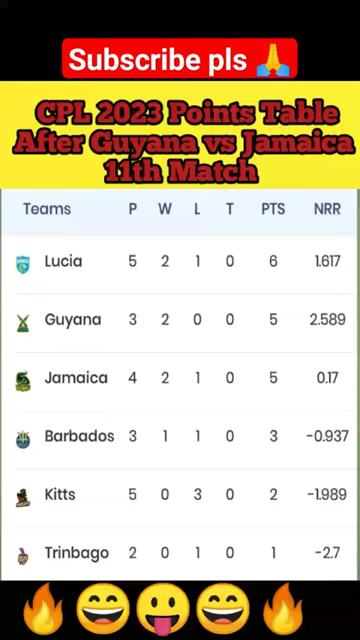 Subscribe pls 🙏
CPL 2023 Points Table
After Guyana vs Jamaica
11th Match
Teams P W L T PTS NRR
Lucia 5 2 1 0 6 1.617
Guyana 3 2 0 0 5 2.589
Jamaica 4 2 1 0 5 0.17
Barbados 3 1 1 0 3 -0.937
Kitts 5 0 3 0 2 -1.989
Trinbago 2 0 1 0 1 -2.7